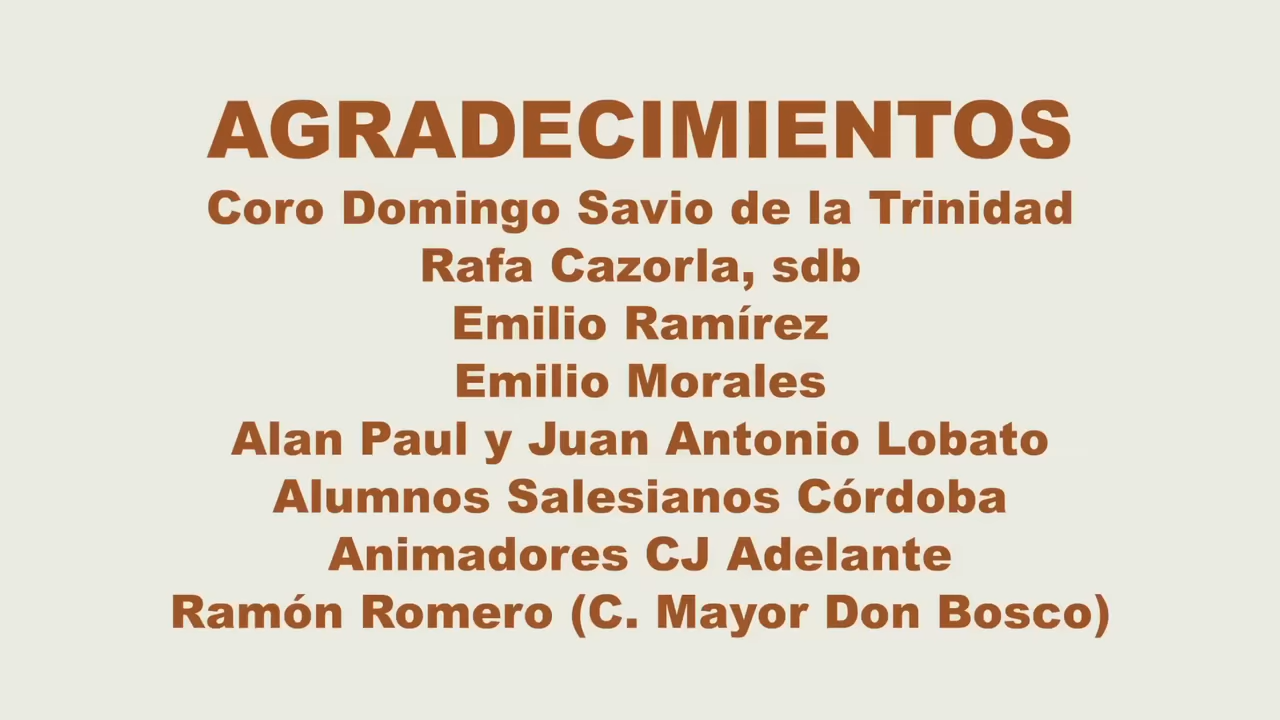 AGRADECIMIENTOS
Coro Domingo Savio de la Trinidad
Rafa Cazorla, sdb
Emilio Ramírez
Emilio Morales
Alan Paul y Juan Antonio Lobato
Alumnos Salesianos Córdoba
Animadores CJ Adelante
Ramón Romero (C. Mayor Don Bosco)